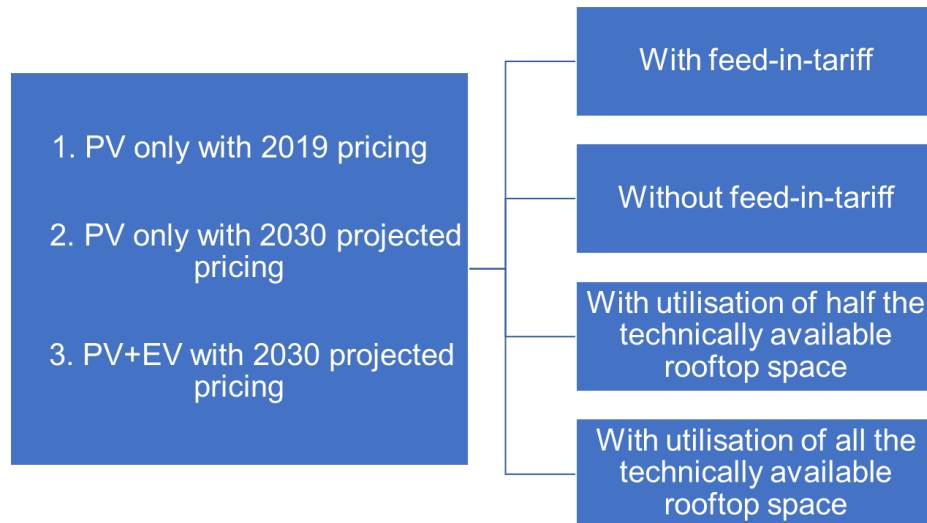 1. PV only with 2019 pricing
2. PV only with 2030 projected
pricing
3. PV+EV with 2030 projected
pricing
With feed-in-tariff
Without feed-in-tariff
With utilisation of half the
technically available
rooftop space
With utilisation of all the
technically available
rooftop space